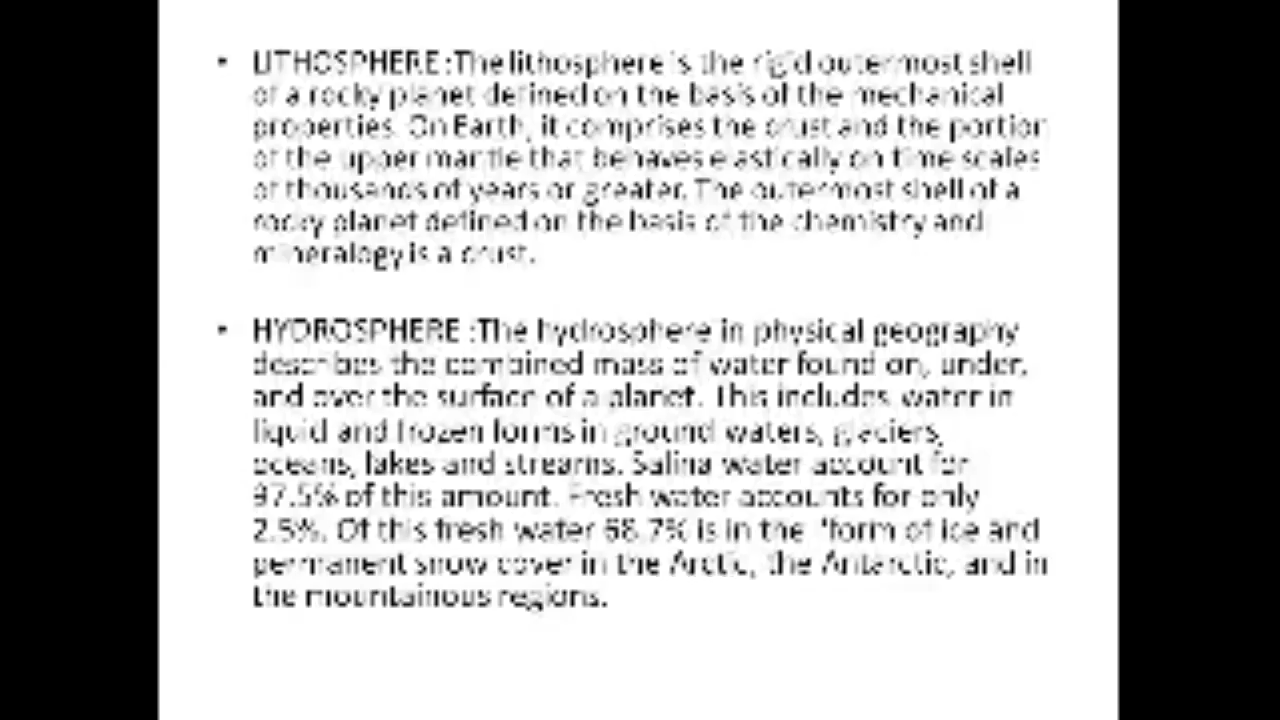 • LITHOSPHERE :The lithosphere is the rigid outermost shell
of a rocky planet defined on the basis of the mechanical
properties. On Earth, it comprises the crust and the portion
of the upper mantle that behaves elastically on time scales
of thousands of years or greater. The outermost shell of a
rocky planet defined on the basis of the chemistry and
mineralogy is a crust.
• HYDROSPHERE :The hydrosphere in physical geography
describes the combined mass of water found on, under,
and over the surface of a planet. This includes water in
liquid and frozen forms in ground waters, glaciers,
oceans, lakes and streams. Saline water account for
97.5% of this amount. Fresh water accounts for only
2.5%. Of this fresh water 68.7% is in the "form of ice and
permanent snow cover in the Arctic, the Antarctic, and in
the mountainous regions.